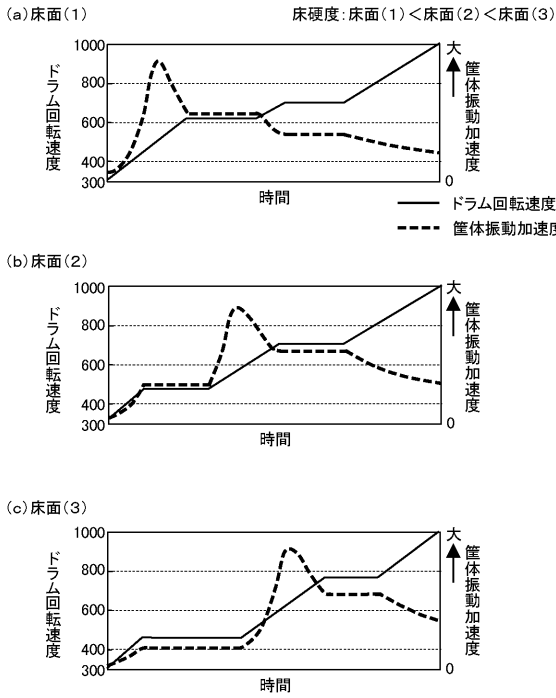 (a)床面(1)
床硬度:床面(1)<床面(2)<床面(3)
ドラム回転速度
1000
800
600
400
300
大
筐体振動加速度
0
時間
ドラム回転速度
筐体振動加速度
(b)床面(2)
ドラム回転速度
1000
800
600
400
300
大
筐体振動加速度
0
時間
(c)床面(3)
ドラム回転速度
1000
800
600
400
300
大
筐体振動加速度
0
時間